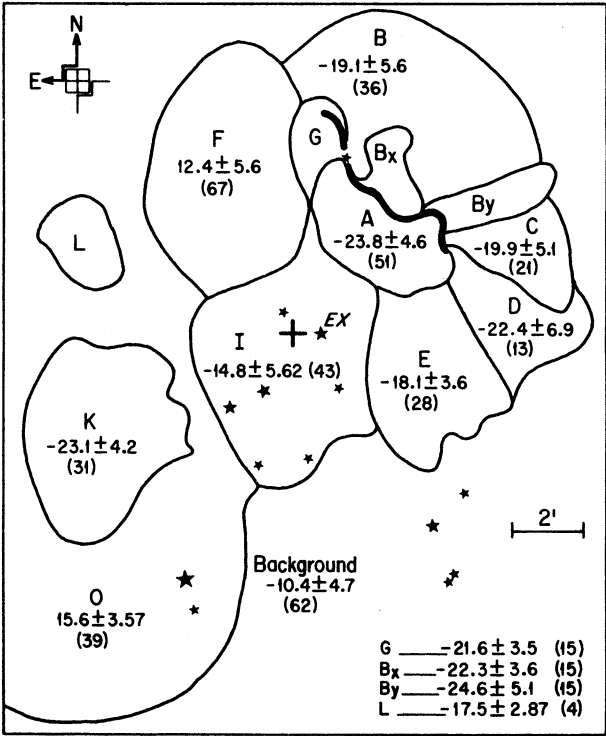 N
E
B
-19.1±5.6
(36)
F
12.4±5.6
(67)
G
Bx
By
L
A
-23.8±4.6
(51)
C
-19.9±5.1
(21)
D
-22.4±6.9
(13)
EX
I
-14.8±5.62 (43)
E
-18.1±3.6
(28)
K
-23.1±4.2
(31)
2'
Background
-10.4±4.7
(62)
O
15.6±3.57
(39)
G -21.6±3.5 (15)
Bx -22.3±3.6 (15)
By -24.6±5.1 (15)
L -17.5±2.87 (4)